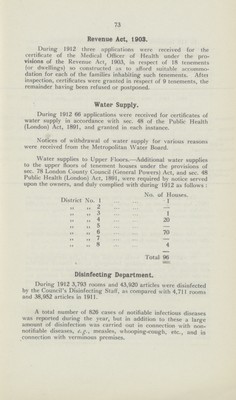 73
Revenue Act, 1903.
During 1912 three applications were received for the
certificate of the Medical Officer of Health under the pro-
visions of the Revenue Act, 1903, in respect of 18 tenements
(or dwellings) so constructed as to afford suitable accommo-
dation for each of the families inhabiting such tenements. After
inspection, certificates were granted in respect of 9 tenements, the
remaining having been refused or postponed.
Water Supply.
During 1912 66 applications were received for certificates of
water supply in accordance with sec. 48 of the Public Health
(London) Act, 1891, and granted in each instance.
Notices of withdrawal of water supply for various reasons
were received from the Metropolitan Water Board.
Water supplies to Upper Floors.—Additional water supplies
to the upper floors of tenement houses under the provisions of
sec. 78 London County Council (General Powers) Act, and sec. 48
Public Health (London) Act, 1891, were required by notice served
upon the owners, and duly complied with during 1912 as follows:
No. of Houses.
District No. 1 ... ... 1
„ „ 2 ... ... —
„ „ 3 ... ... 1
„ „ 4 ... ... 20
„ „ 5 ... ... —
„ „ 6 ... ... 70
„ „ 7 ... ... —
„ „ 8 ... ... 4
Total 96
Disinfecting Department.
During 1912 3,793 rooms and 43,920 articles were disinfected
by the Council's Disinfecting Staff, as compared with 4,711 rooms
and 38,952 articles in 1911.
A total number of 826 cases of notifiable infectious diseases
was reported during the year, but in addition to these a large
amount of disinfection was carried out in connection with non-
notifiable diseases, e.g., measles, whooping-cough, etc., and in
connection with verminous premises.